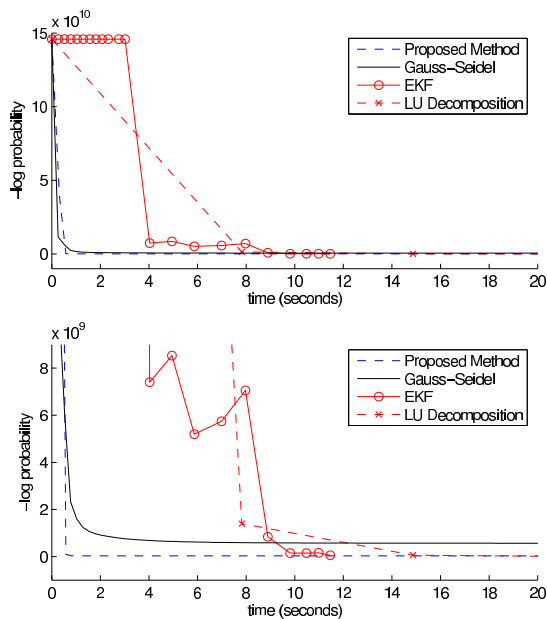 x 10^10
15
10
5
0
−log probability
0 2 4 6 8 10 12 14 16 18 20
time (seconds)
Proposed Method
Gauss−Seidel
EKF
LU Decomposition
x 10^9
8
6
4
2
0
−log probability
0 2 4 6 8 10 12 14 16 18 20
time (seconds)
Proposed Method
Gauss−Seidel
EKF
LU Decomposition